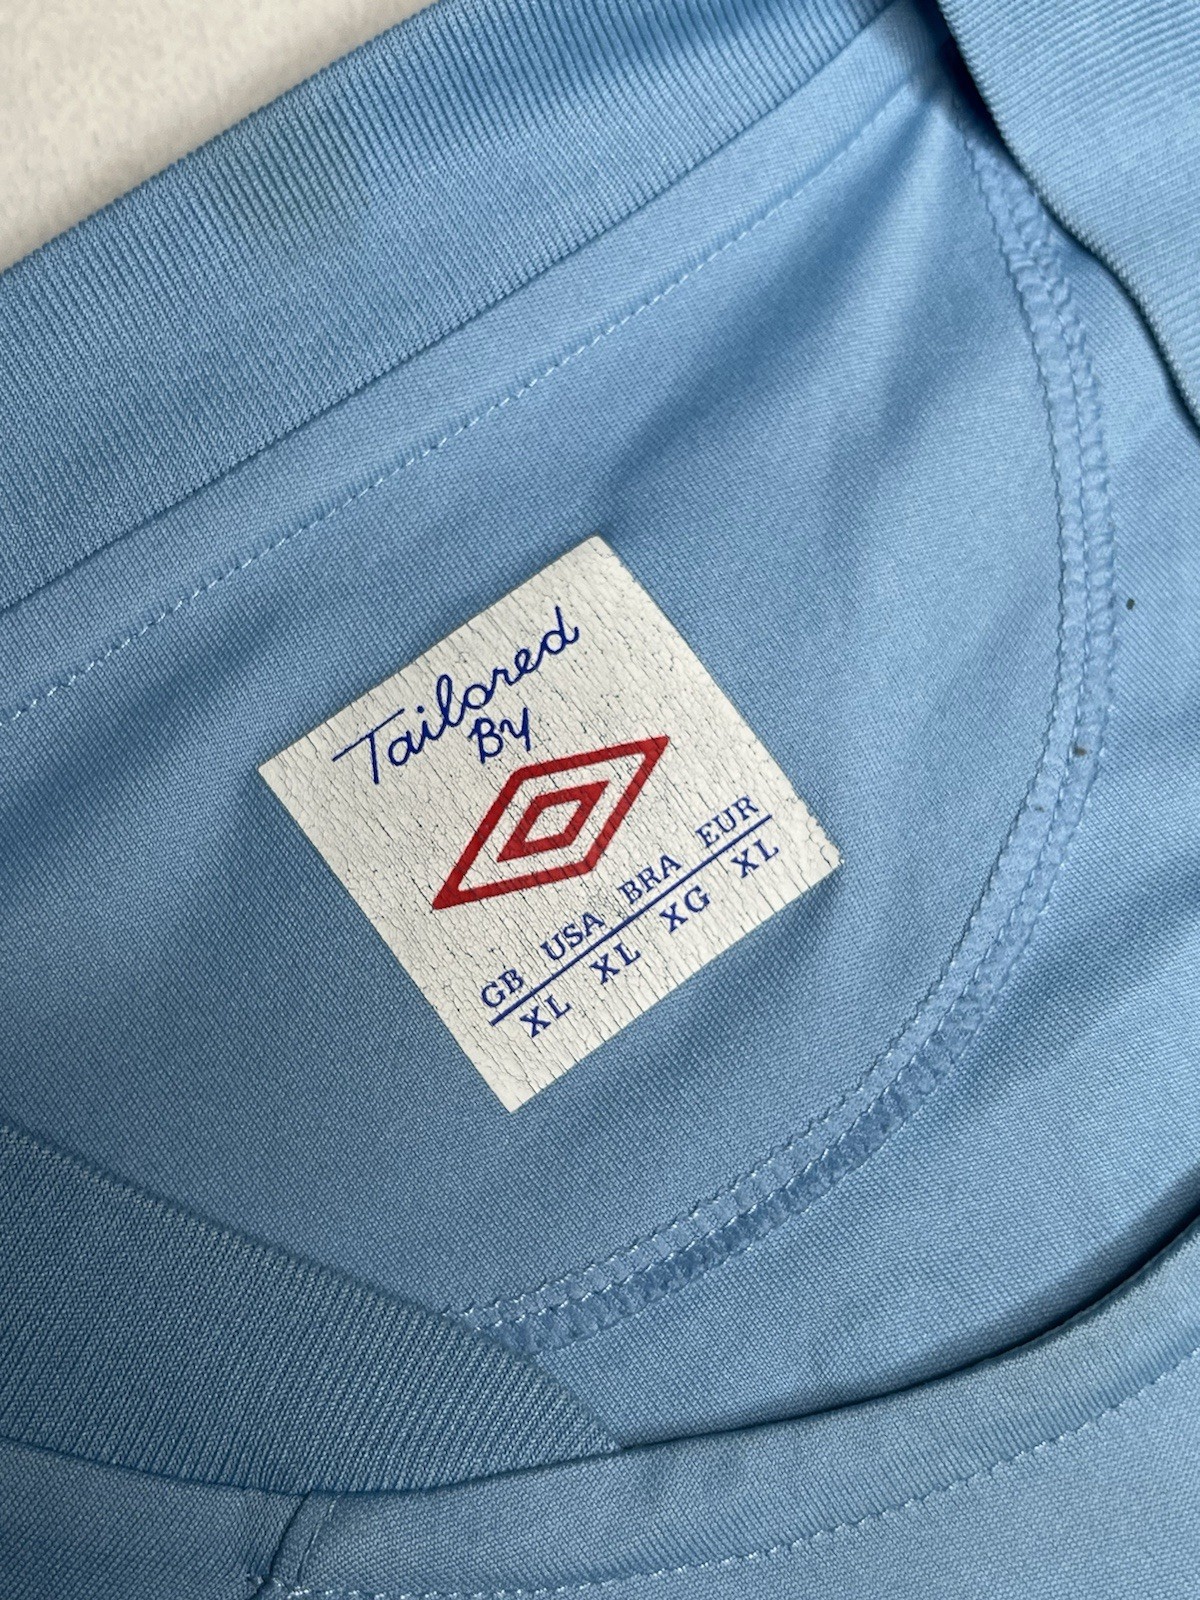 Tailored
By
GB USA BRA EUR
XL XL XG XL